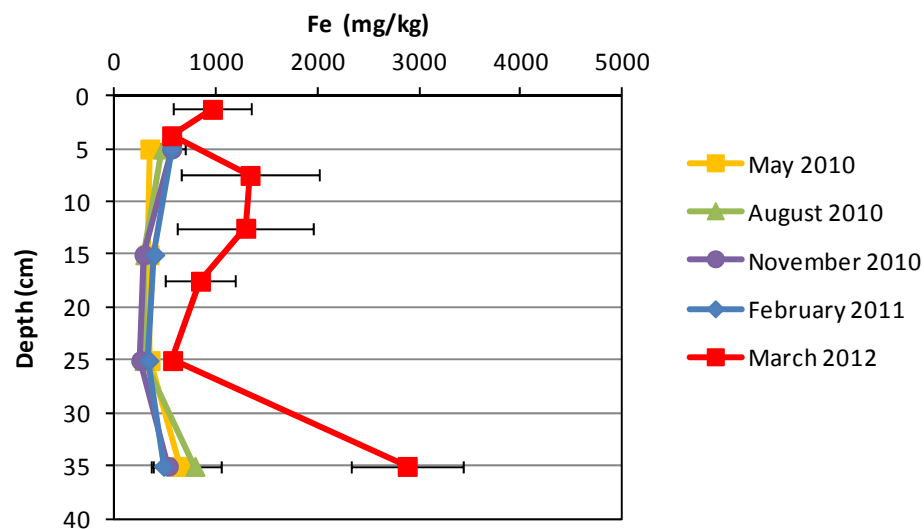 Fe (mg/kg)
0 1000 2000 3000 4000 5000
0
5
10
15
20
25
30
35
40
Depth (cm)
May 2010
August 2010
November 2010
February 2011
March 2012